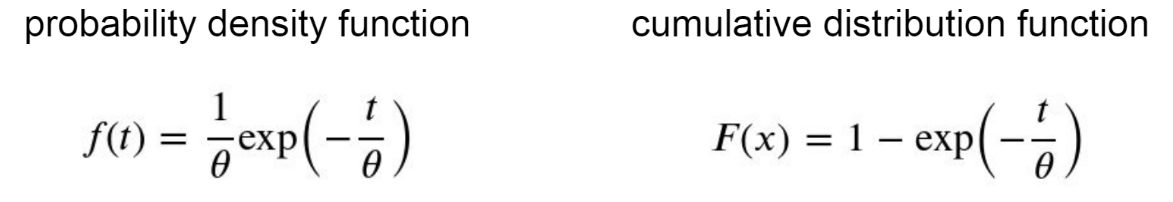 probability density function
cumulative distribution function
f(t) = 1/θ exp(−t/θ)
F(x) = 1 − exp(−t/θ)